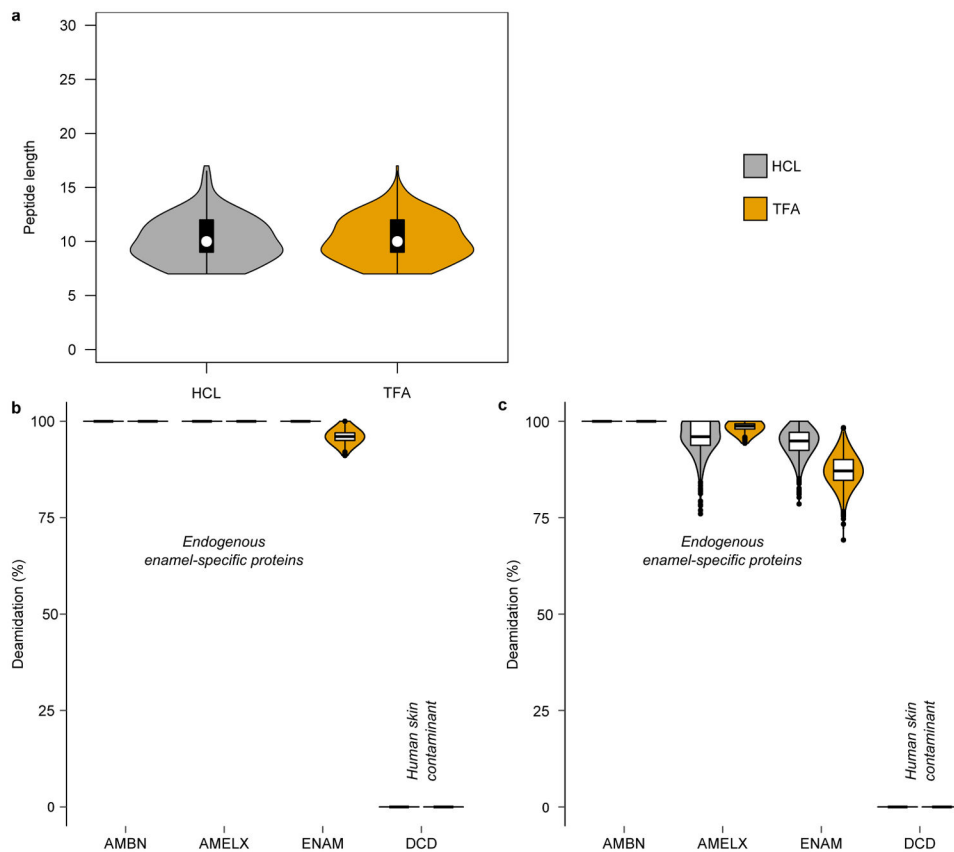 a
30
25
20
15
10
5
0
Peptide length
HCL
TFA
HCL
TFA
b
100
75
50
25
0
Deamidation (%)
Endogenous
enamel-specific proteins
Human skin
contaminant
AMBN
AMELX
ENAM
DCD
c
100
75
50
25
0
Deamidation (%)
Endogenous
enamel-specific proteins
Human skin
contaminant
AMBN
AMELX
ENAM
DCD